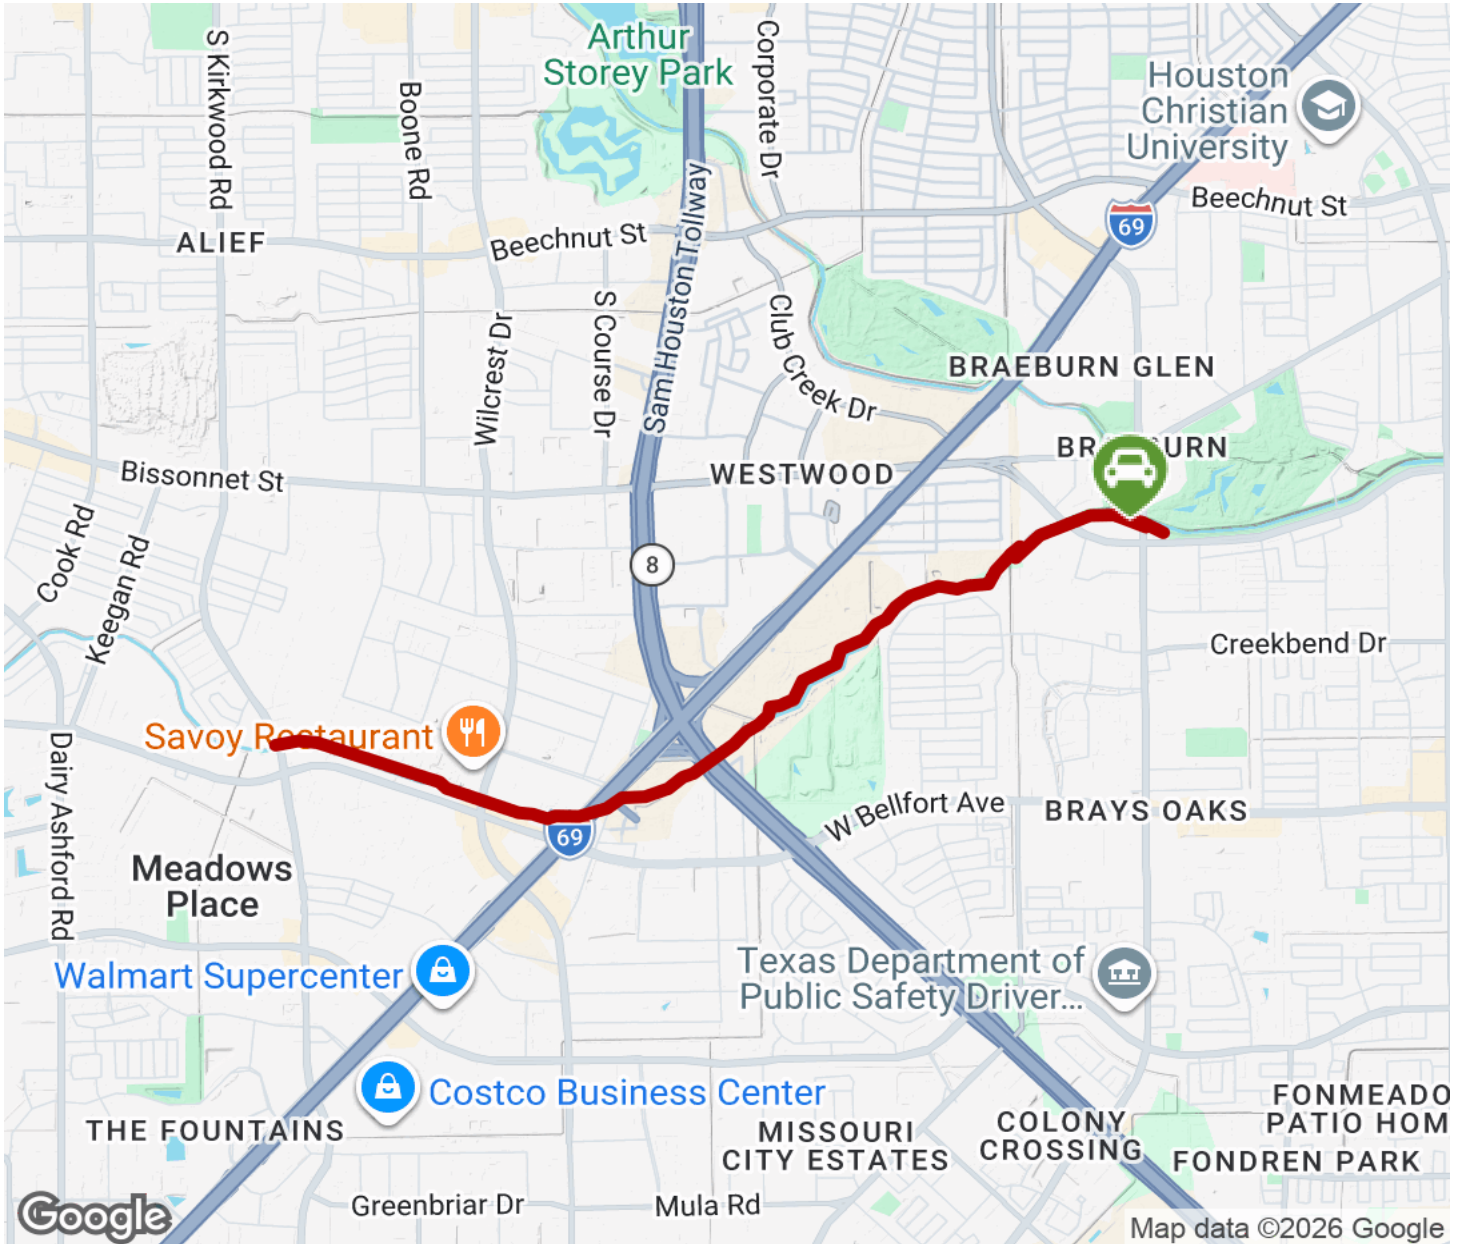 Arthur
Storey Park
Corporate Dr
S Kirkwood Rd
Boone Rd
Houston
Christian
University
Beechnut St
69
ALIEF
Beechnut St
Sam Houston Tollway
S Course Dr
Wilcrest Dr
Club Creek Dr
BRAEBURN GLEN
WESTWOOD
Bissonnet St
Cook Rd
Keegan Rd
8
Creekbend Dr
Savoy Restaurant
Dairy Ashford Rd
W Bellfort Ave
BRAYS OAKS
69
Meadows
Place
Walmart Supercenter
Texas Department of
Public Safety Driver...
Costco Business Center
THE FOUNTAINS
MISSOURI
CITY ESTATES
COLONY
CROSSING
FONMEADO
PATIO HOM
FONDREN PARK
Greenbriar Dr
Mula Rd
Google
Map data ©2026 Google